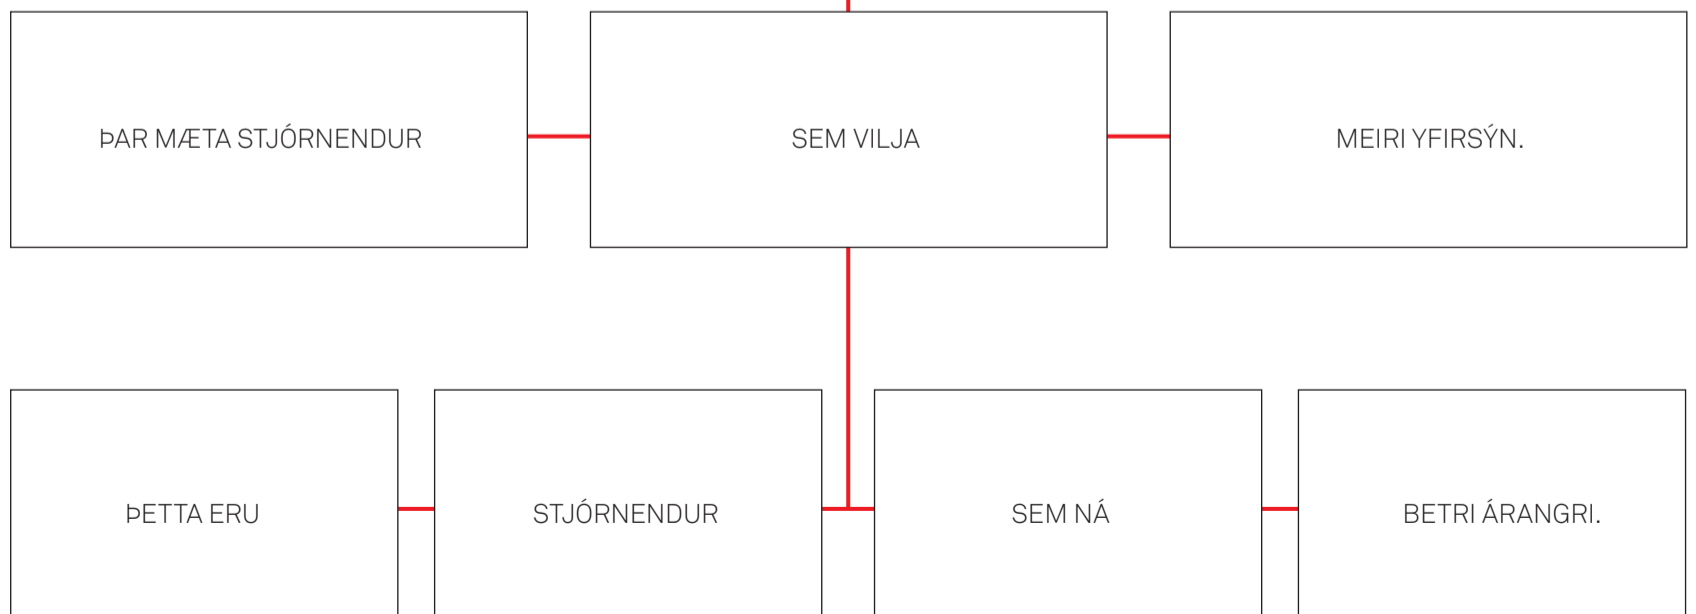 ÞAR MÆTA STJÓRNENDUR
SEM VILJA
MEIRI YFIRSÝN.
ÞETTA ERU
STJÓRNENDUR
SEM NÁ
BETRI ÁRANGRI.